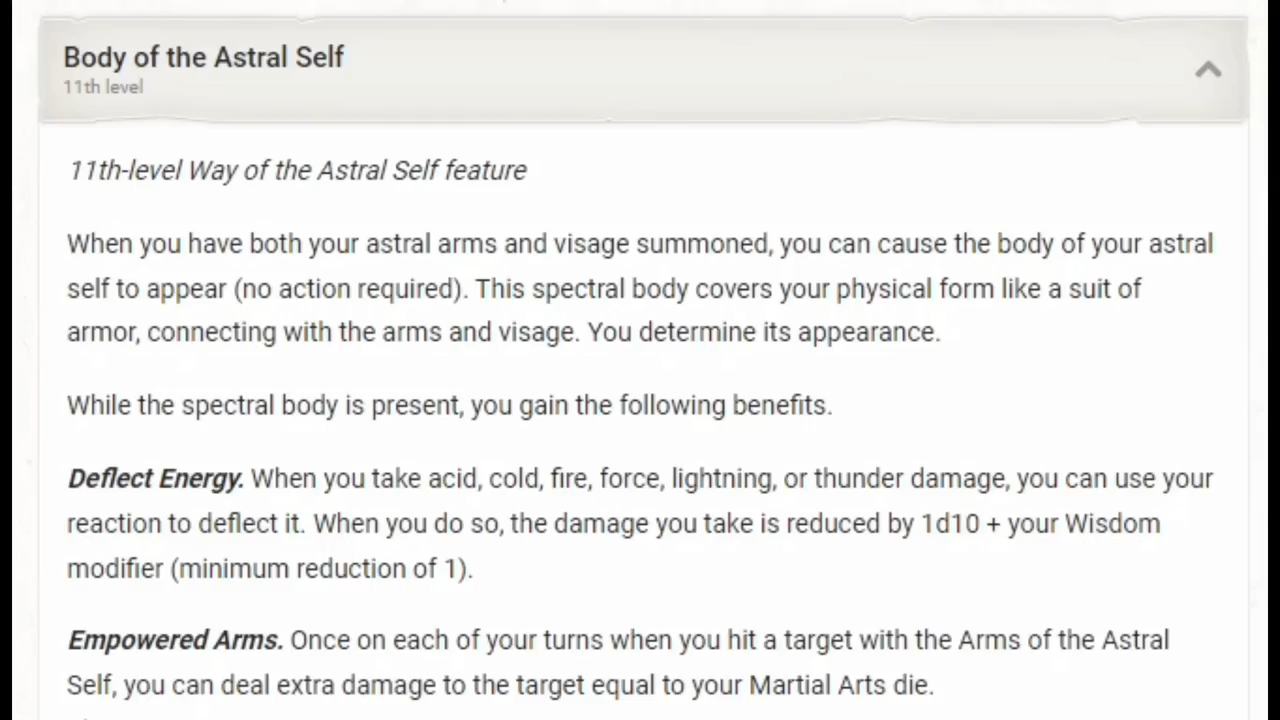 Body of the Astral Self
11th level
11th-level Way of the Astral Self feature
When you have both your astral arms and visage summoned, you can cause the body of your astral
self to appear (no action required). This spectral body covers your physical form like a suit of
armor, connecting with the arms and visage. You determine its appearance.
While the spectral body is present, you gain the following benefits.
Deflect Energy. When you take acid, cold, fire, force, lightning, or thunder damage, you can use your
reaction to deflect it. When you do so, the damage you take is reduced by 1d10 + your Wisdom
modifier (minimum reduction of 1).
Empowered Arms. Once on each of your turns when you hit a target with the Arms of the Astral
Self, you can deal extra damage to the target equal to your Martial Arts die.